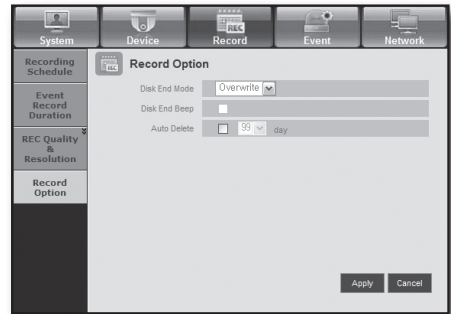 REC
System
Device
Record
Event
Network
Recording
Schedule
Event
Record
Duration
REC Quality
&
Resolution
Record
Option
REC
Record Option
Disk End Mode
Overwrite
Disk End Beep
Auto Delete
99
day
Apply
Cancel